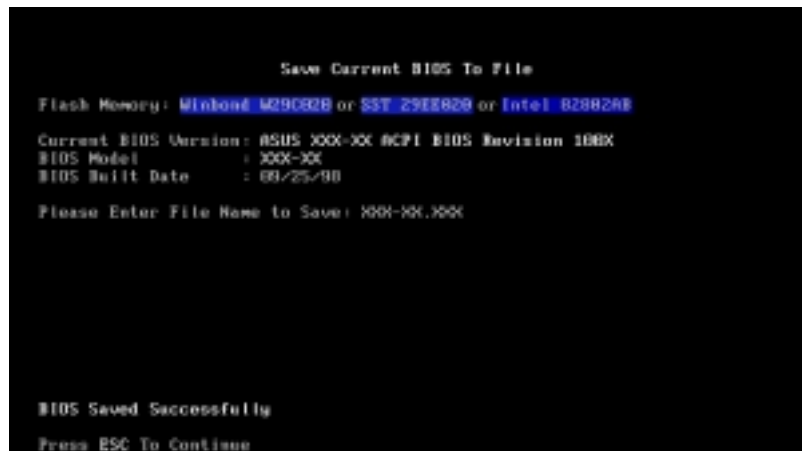 Save Current BIOS To File
Flash Memory: Winbond W29C020 or SST 29EE020 or Intel 82802AB
Current BIOS Version: ASUS XXX-XX ACPI BIOS Revision 100X
BIOS Model : XXX-XX
BIOS Built Date : 09/25/98
Please Enter File Name to Save: XXX-XX.XXX
BIOS Saved Successfully
Press ESC To Continue